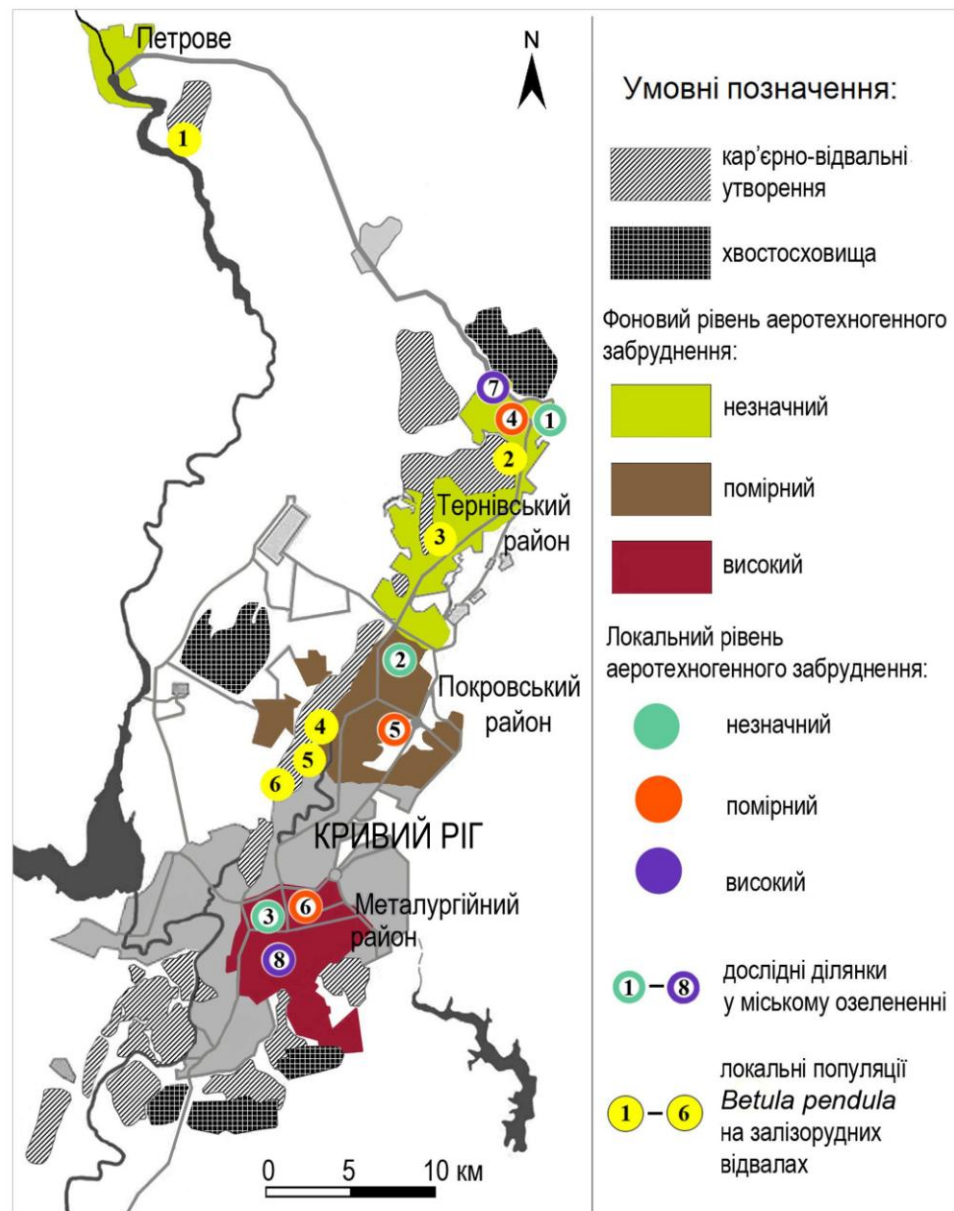 Петрове
N
1
7
4
1
2
Тернівський
район
3
2
Покровський
район
4
5
5
6
КРИВИЙ РІГ
6
3
Металургійний
район
8
0 5 10 км
Умовні позначення:
кар’єрно-відвальні
утворення
хвостосховища
Фоновий рівень аеротехногенного
забруднення:
незначний
помірний
високий
Локальний рівень
аеротехногенного забруднення:
незначний
помірний
високий
1 – 8 дослідні ділянки
у міському озелененні
локальні популяції
1 – 6 Betula pendula
на залізорудних
відвалах